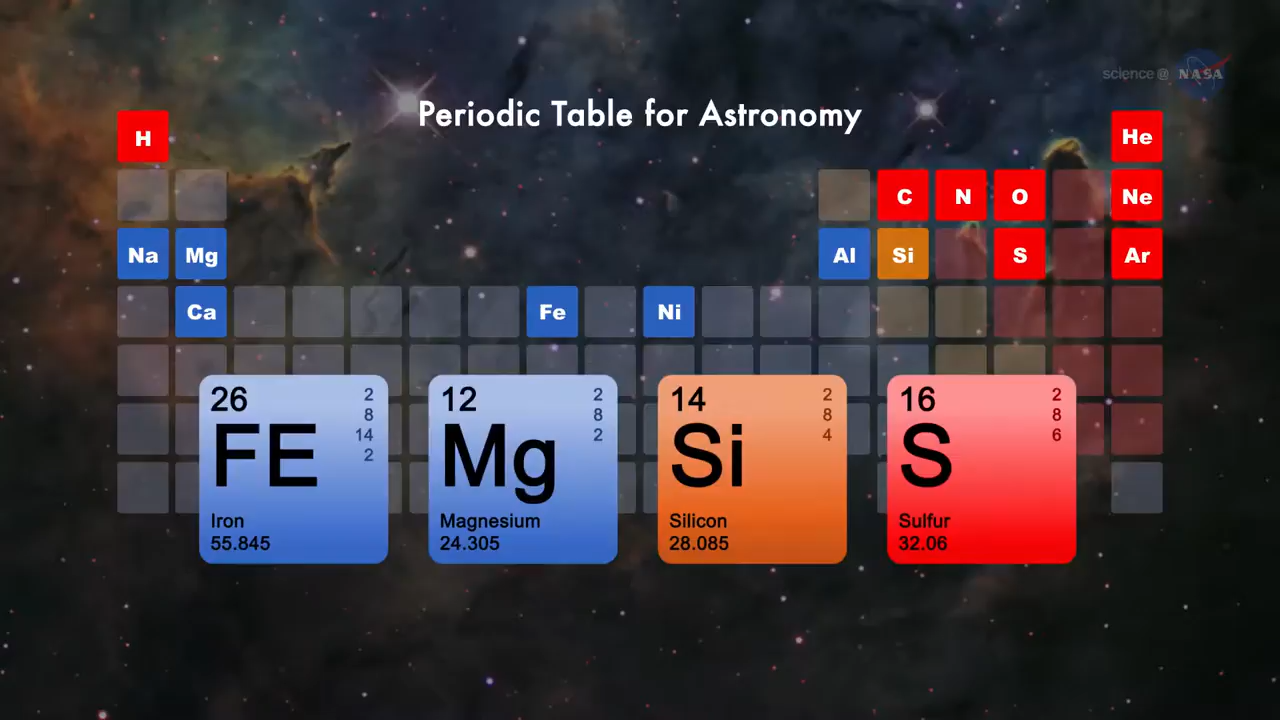 science@ NASA
Periodic Table for Astronomy
H He
C N O Ne
Na Mg Al Si S Ar
Ca Fe Ni
26 2 8 14 2
FE
Iron
55.845
12 2 8 2
Mg
Magnesium
24.305
14 2 8 4
Si
Silicon
28.085
16 2 8 6
S
Sulfur
32.06